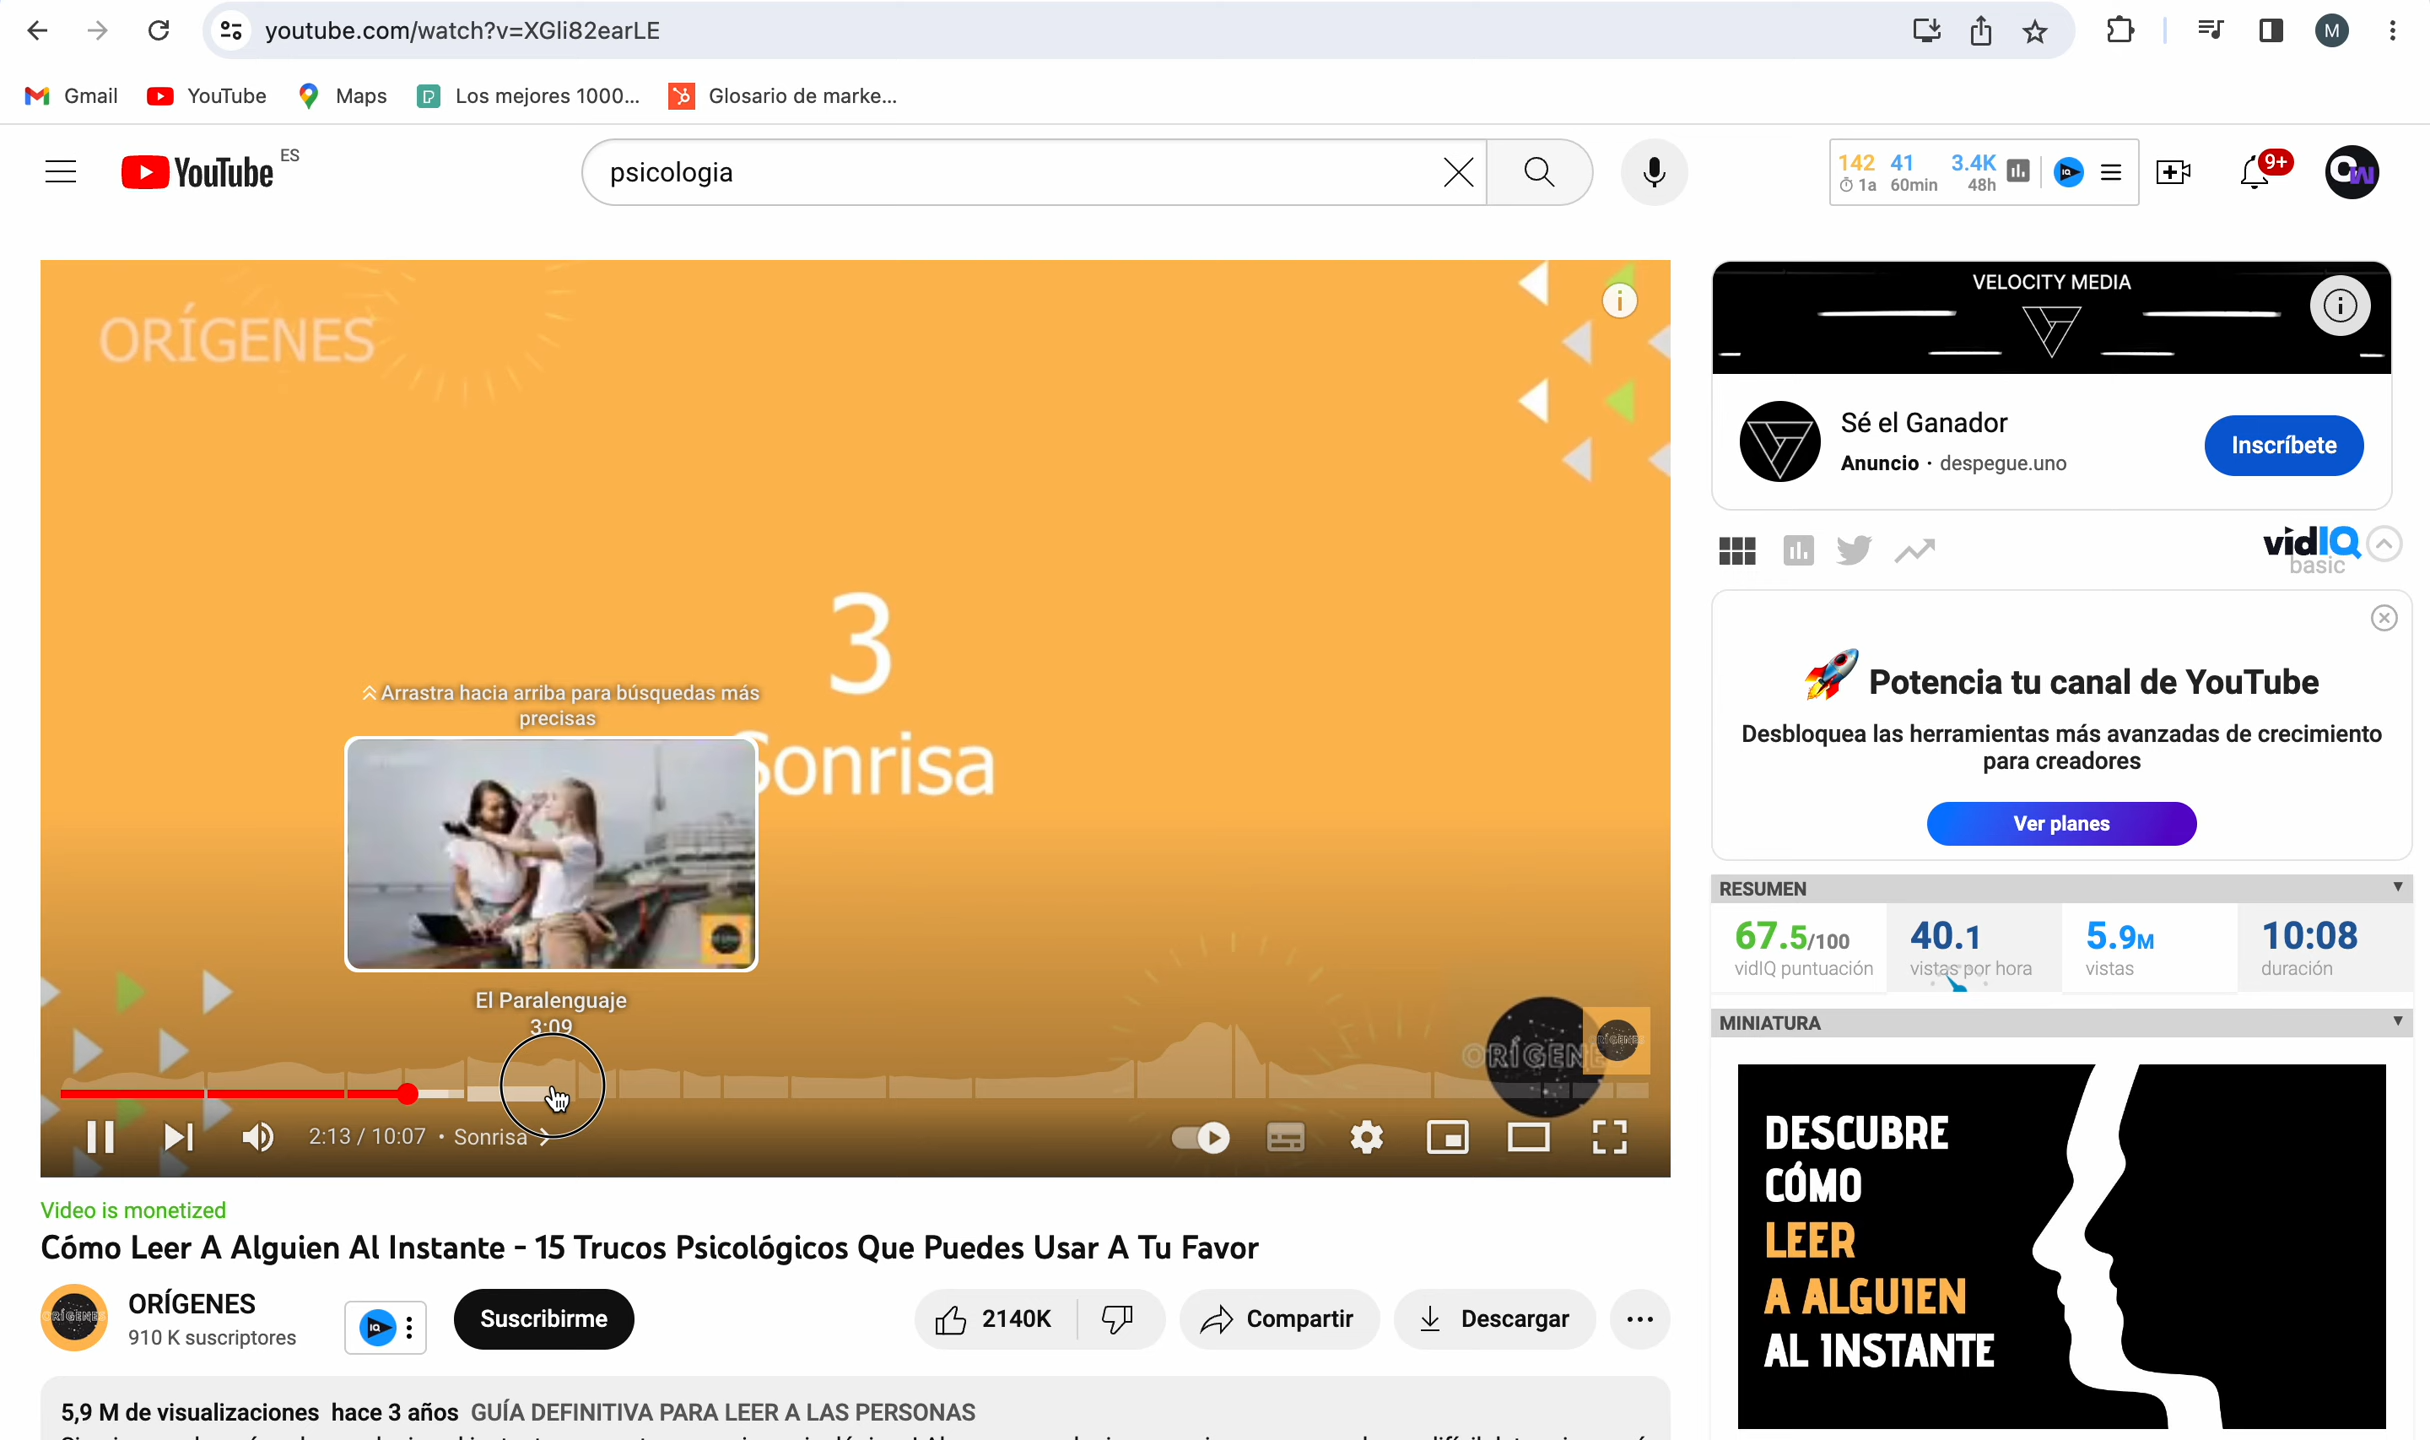 youtube.com/watch?v=XGli82earLE
M
Gmail YouTube Maps Los mejores 1000... Glosario de marke...
YouTube ES
psicologia
142 41 3.4K
1a 60min 48h
9+
ORÍGENES
3
Sonrisa
Arrastra hacia arriba para búsquedas más
precisas
El Paralenguaje
3:09
2:13 / 10:07 • Sonrisa
Video is monetized
Cómo Leer A Alguien Al Instante - 15 Trucos Psicológicos Que Puedes Usar A Tu Favor
ORÍGENES
910 K suscriptores
Suscribirme
2140K
Compartir
Descargar
5,9 M de visualizaciones hace 3 años GUÍA DEFINITIVA PARA LEER A LAS PERSONAS
VELOCITY MEDIA
Sé el Ganador
Anuncio · despegue.uno
Inscríbete
vidIQ
basic
Potencia tu canal de YouTube
Desbloquea las herramientas más avanzadas de crecimiento
para creadores
Ver planes
RESUMEN
67.5/100 40.1 5.9M 10:08
vidIQ puntuación vistas por hora vistas duración
MINIATURA
DESCUBRE
CÓMO
LEER
A ALGUIEN
AL INSTANTE